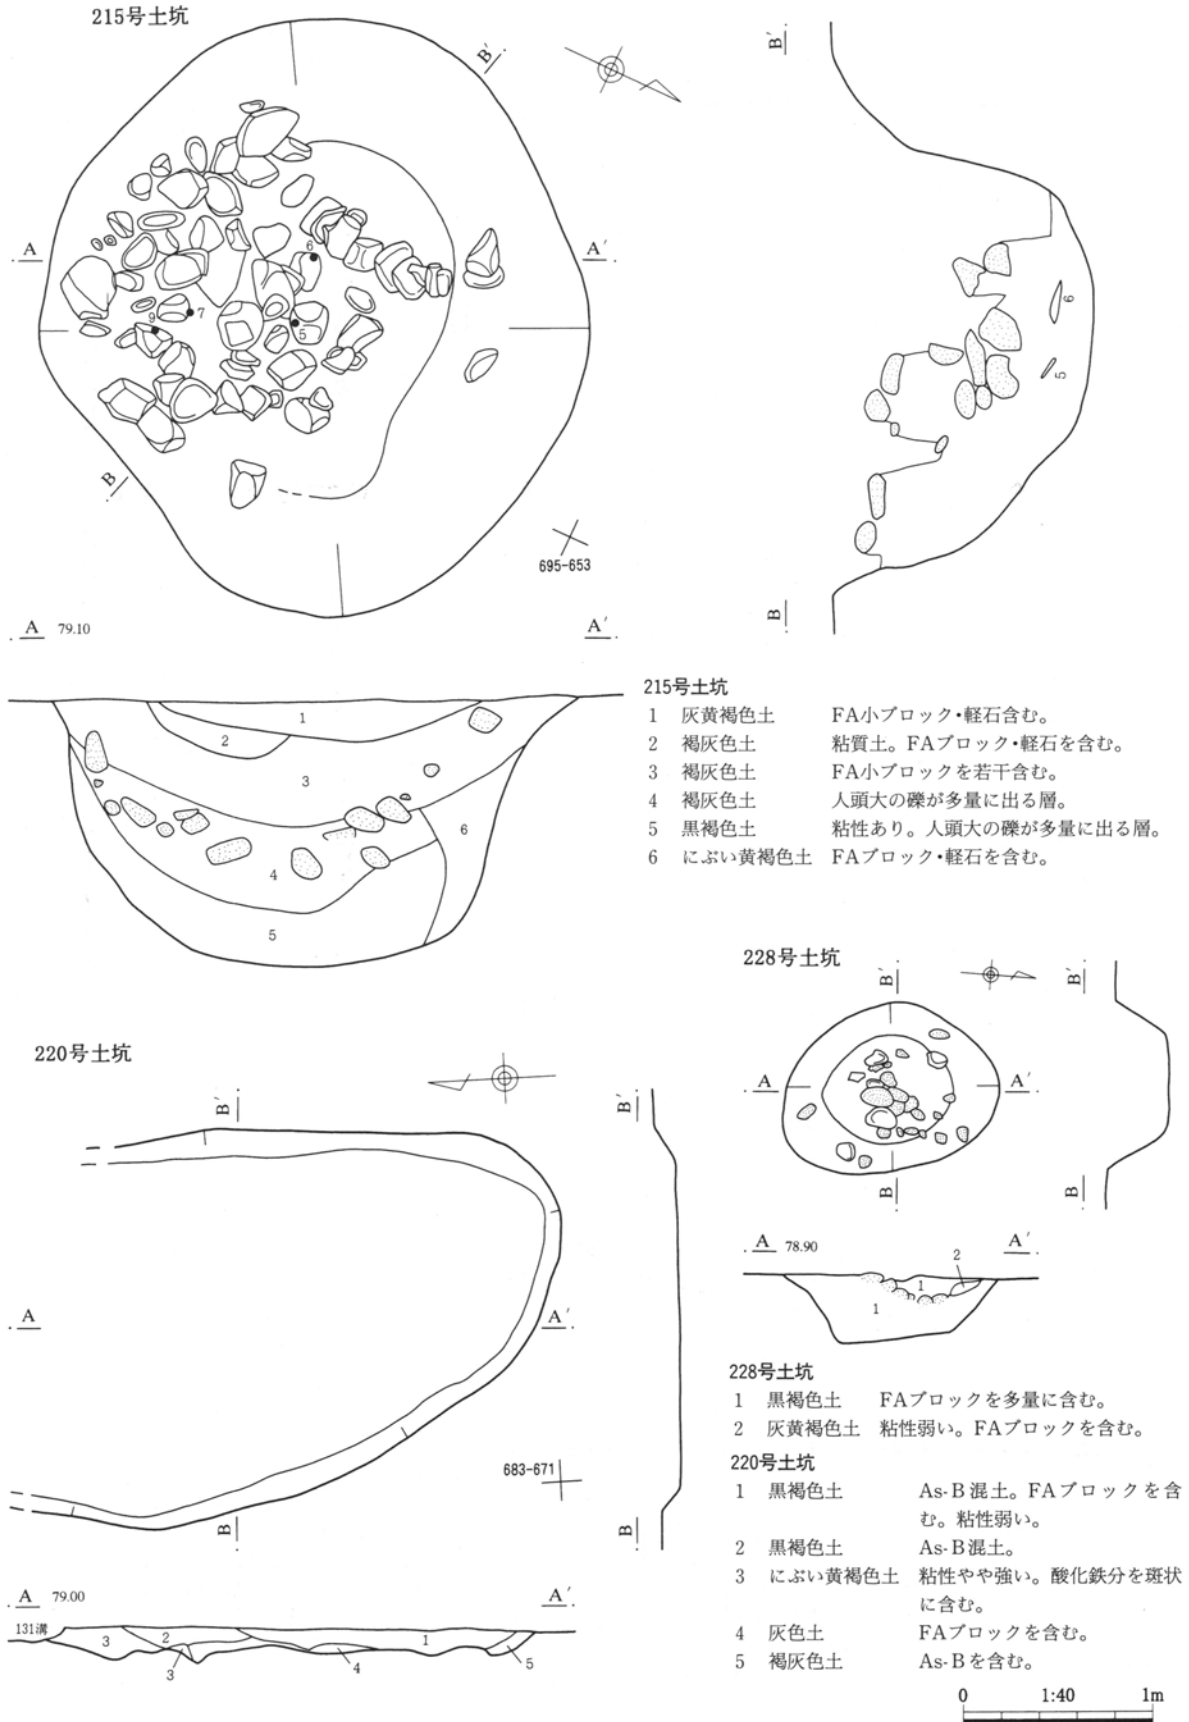 215号土坑
B'
A
A'
6
7
9
5
B
695-653
A 79.10
A'
1
2
3
4
5
6
B'
6
5
B
215号土坑
1 灰黄褐色土 FA小ブロック・軽石含む。
2 褐灰色土 粘質土。FAブロック・軽石を含む。
3 褐灰色土 FA小ブロックを若干含む。
4 褐灰色土 人頭大の礫が多量に出る層。
5 黒褐色土 粘性あり。人頭大の礫が多量に出る層。
6 にぶい黄褐色土 FAブロック・軽石を含む。
228号土坑
B'
B'
A
A'
B
B
A 78.90
A'
2
1
1
220号土坑
B'
B'
A
A'
683-671
B
B
A 79.00
A'
131溝
3
2
1
3
4
5
228号土坑
1 黒褐色土 FAブロックを多量に含む。
2 灰黄褐色土 粘性弱い。FAブロックを含む。
220号土坑
1 黒褐色土 As-B混土。FAブロックを含
む。粘性弱い。
2 黒褐色土 As-B混土。
3 にぶい黄褐色土 粘性やや強い。酸化鉄分を斑状
に含む。
4 灰色土 FAブロックを含む。
5 褐灰色土 As-Bを含む。
0 1:40 1m